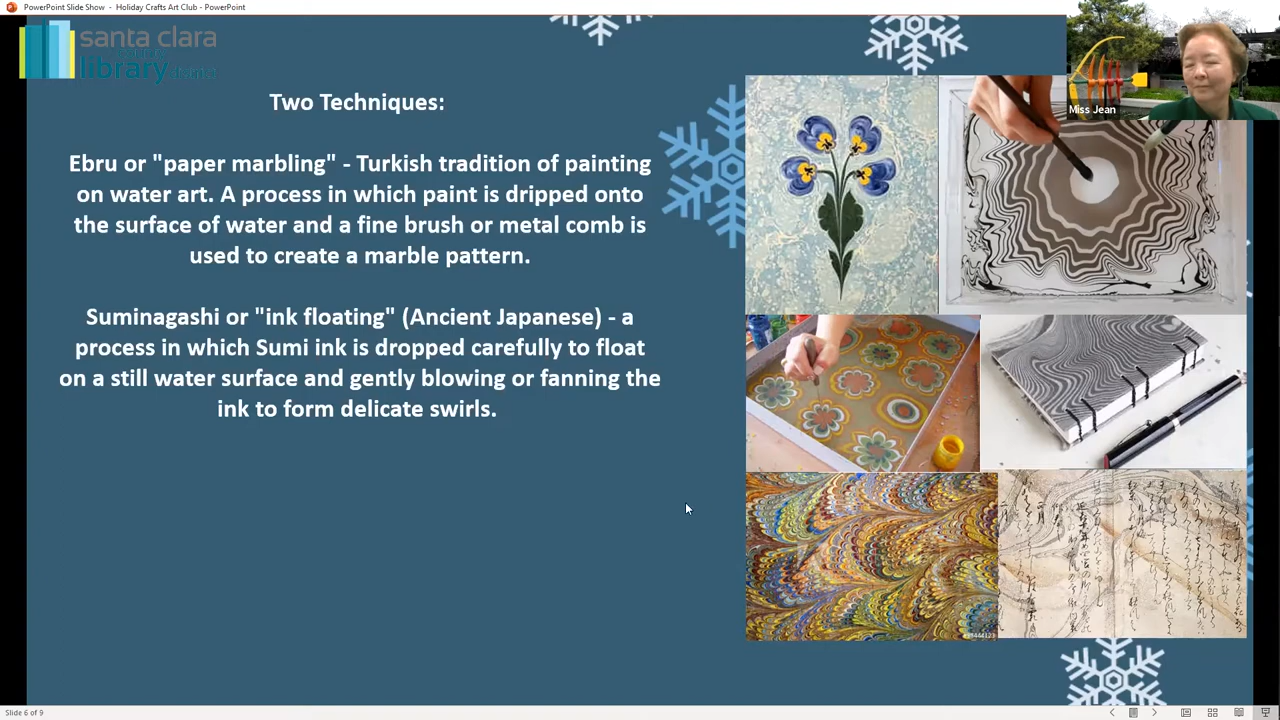 PowerPoint Slide Show - Holiday Crafts Art Club - PowerPoint
santa clara
county
library district
Miss Jean
Two Techniques:
Ebru or "paper marbling" - Turkish tradition of painting
on water art. A process in which paint is dripped onto
the surface of water and a fine brush or metal comb is
used to create a marble pattern.
Suminagashi or "ink floating" (Ancient Japanese) - a
process in which Sumi ink is dropped carefully to float
on a still water surface and gently blowing or fanning the
ink to form delicate swirls.
Slide 6 of 9